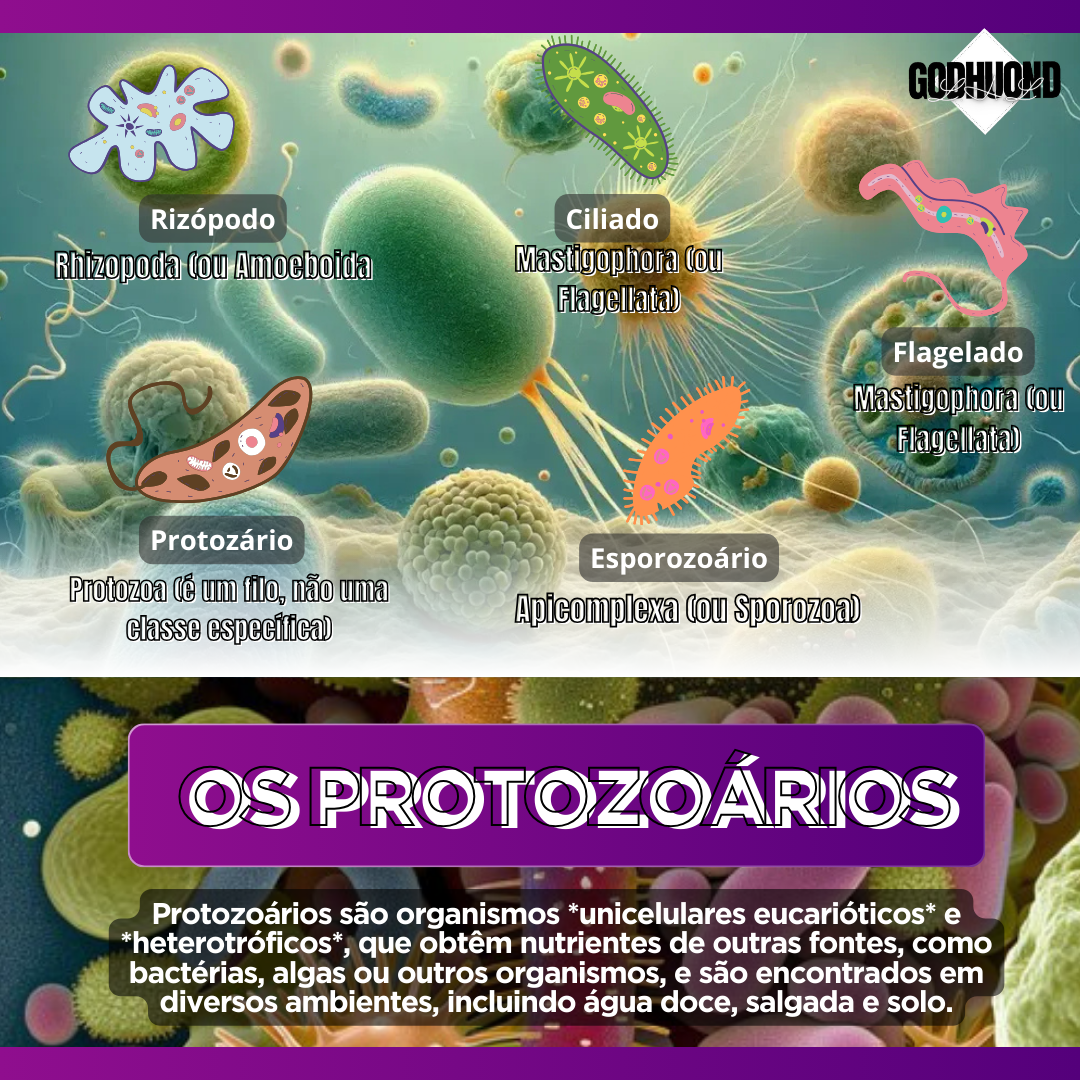 GODHUOND
Rizópodo
Rhizopoda (ou Amoeboida
Ciliado
Mastigophora (ou
Flagellata)
Flagelado
Mastigophora (ou
Flagellata)
Protozário
Protozoa (é um filo, não uma
classe específica)
Esporozoário
Apicomplexa (ou Sporozoa)
OS PROTOZOÁRIOS
Protozoários são organismos *unicelulares eucarióticos* e
*heterotróficos*, que obtêm nutrientes de outras fontes, como
bactérias, algas ou outros organismos, e são encontrados em
diversos ambientes, incluindo água doce, salgada e solo.